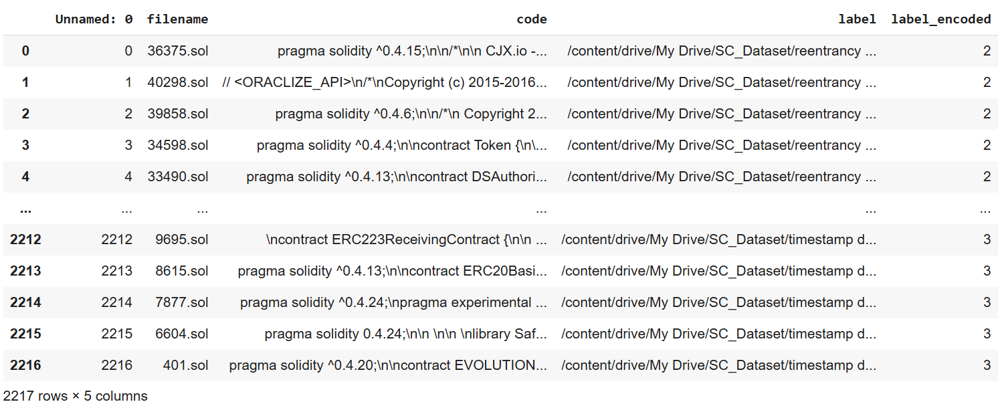 Unnamed: 0 filename code label label_encoded
0 0 36375.sol pragma solidity ^0.4.15;\n\n/*\n\n CJX.io -... /content/drive/My Drive/SC_Dataset/reentrancy ... 2
1 1 40298.sol // <ORACLIZE_API>\n/*\nCopyright (c) 2015-2016... /content/drive/My Drive/SC_Dataset/reentrancy ... 2
2 2 39858.sol pragma solidity ^0.4.6;\n\n/*\n Copyright 2... /content/drive/My Drive/SC_Dataset/reentrancy ... 2
3 3 34598.sol pragma solidity ^0.4.4;\n\ncontract Token {\n\... /content/drive/My Drive/SC_Dataset/reentrancy ... 2
4 4 33490.sol pragma solidity ^0.4.13;\n\ncontract DSAuthori... /content/drive/My Drive/SC_Dataset/reentrancy ... 2
... ... ... ... ... ...
2212 2212 9695.sol \ncontract ERC223ReceivingContract {\n\n ... /content/drive/My Drive/SC_Dataset/timestamp d... 3
2213 2213 8615.sol pragma solidity ^0.4.13;\n\ncontract ERC20Basi... /content/drive/My Drive/SC_Dataset/timestamp d... 3
2214 2214 7877.sol pragma solidity ^0.4.24;\npragma experimental ... /content/drive/My Drive/SC_Dataset/timestamp d... 3
2215 2215 6604.sol pragma solidity 0.4.24;\n\n \n\n \nlibrary Saf... /content/drive/My Drive/SC_Dataset/timestamp d... 3
2216 2216 401.sol pragma solidity ^0.4.20;\n\ncontract EVOLUTION... /content/drive/My Drive/SC_Dataset/timestamp d... 3
2217 rows × 5 columns